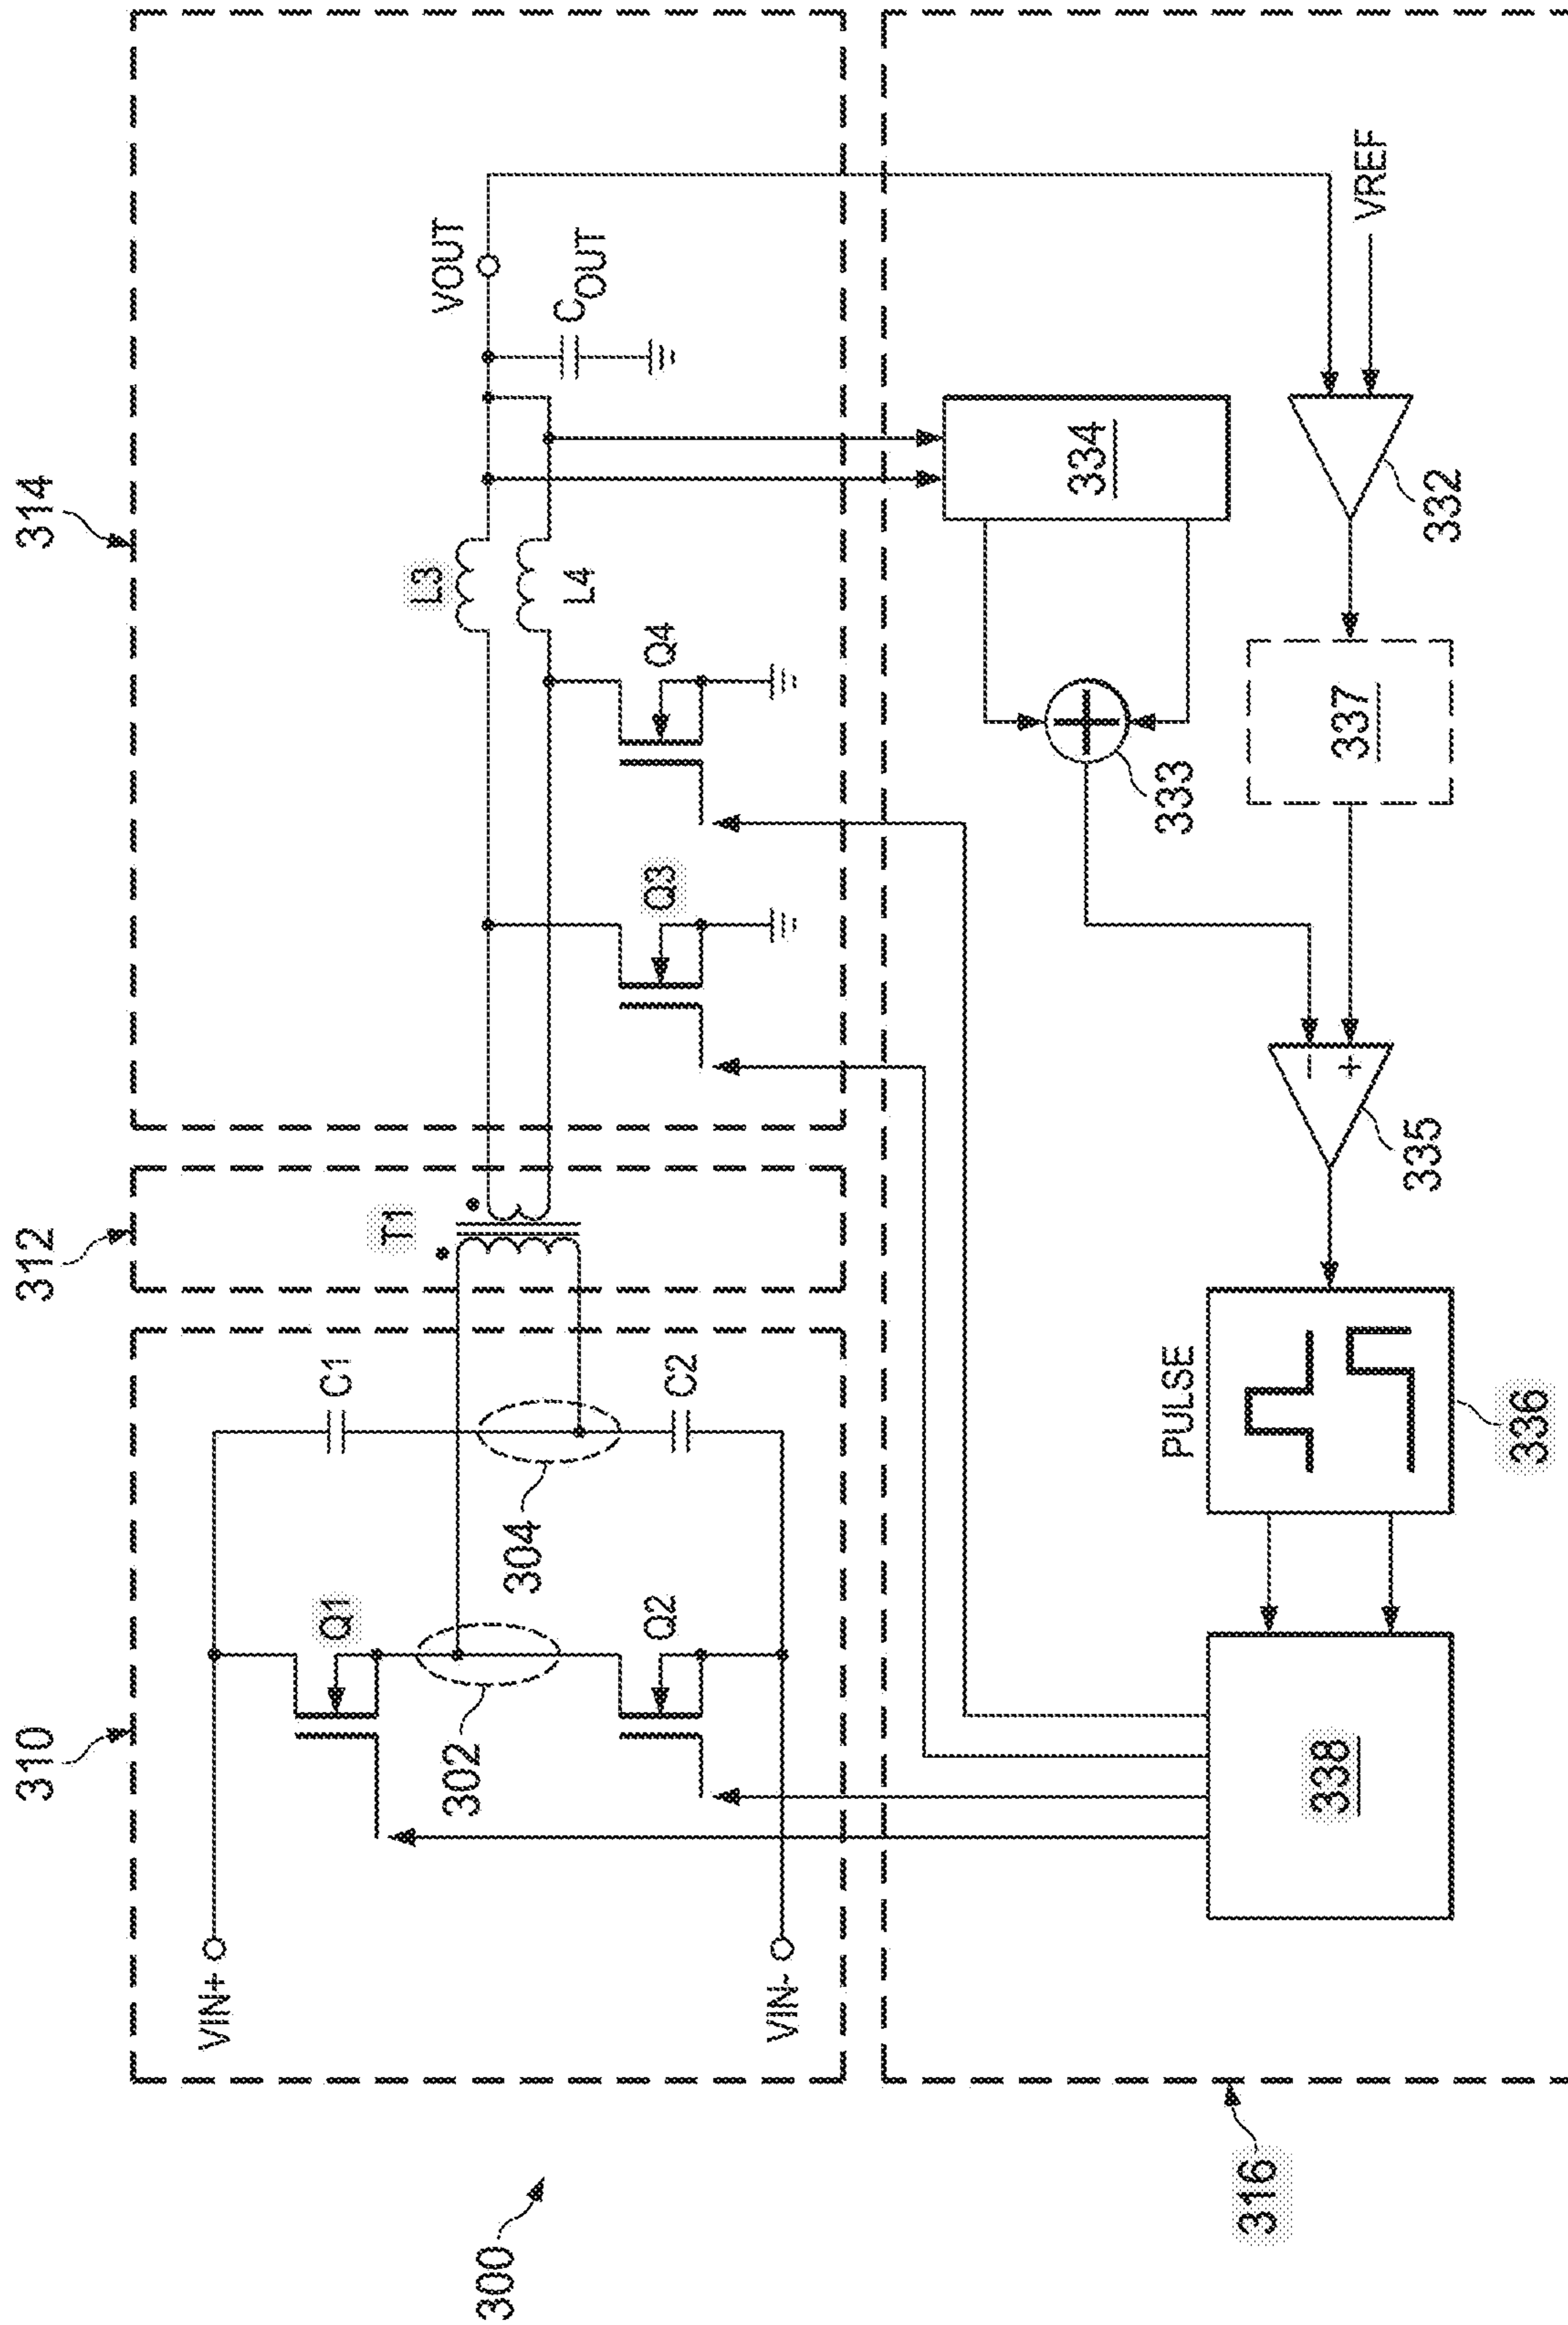 300
310
312
314
VIN+
VIN-
Q1
302
Q2
C1
304
C2
T1
Q3
Q4
L3
L4
VOUT
COUT
316
338
PULSE
336
335
-
+
333
337
334
332
VREF